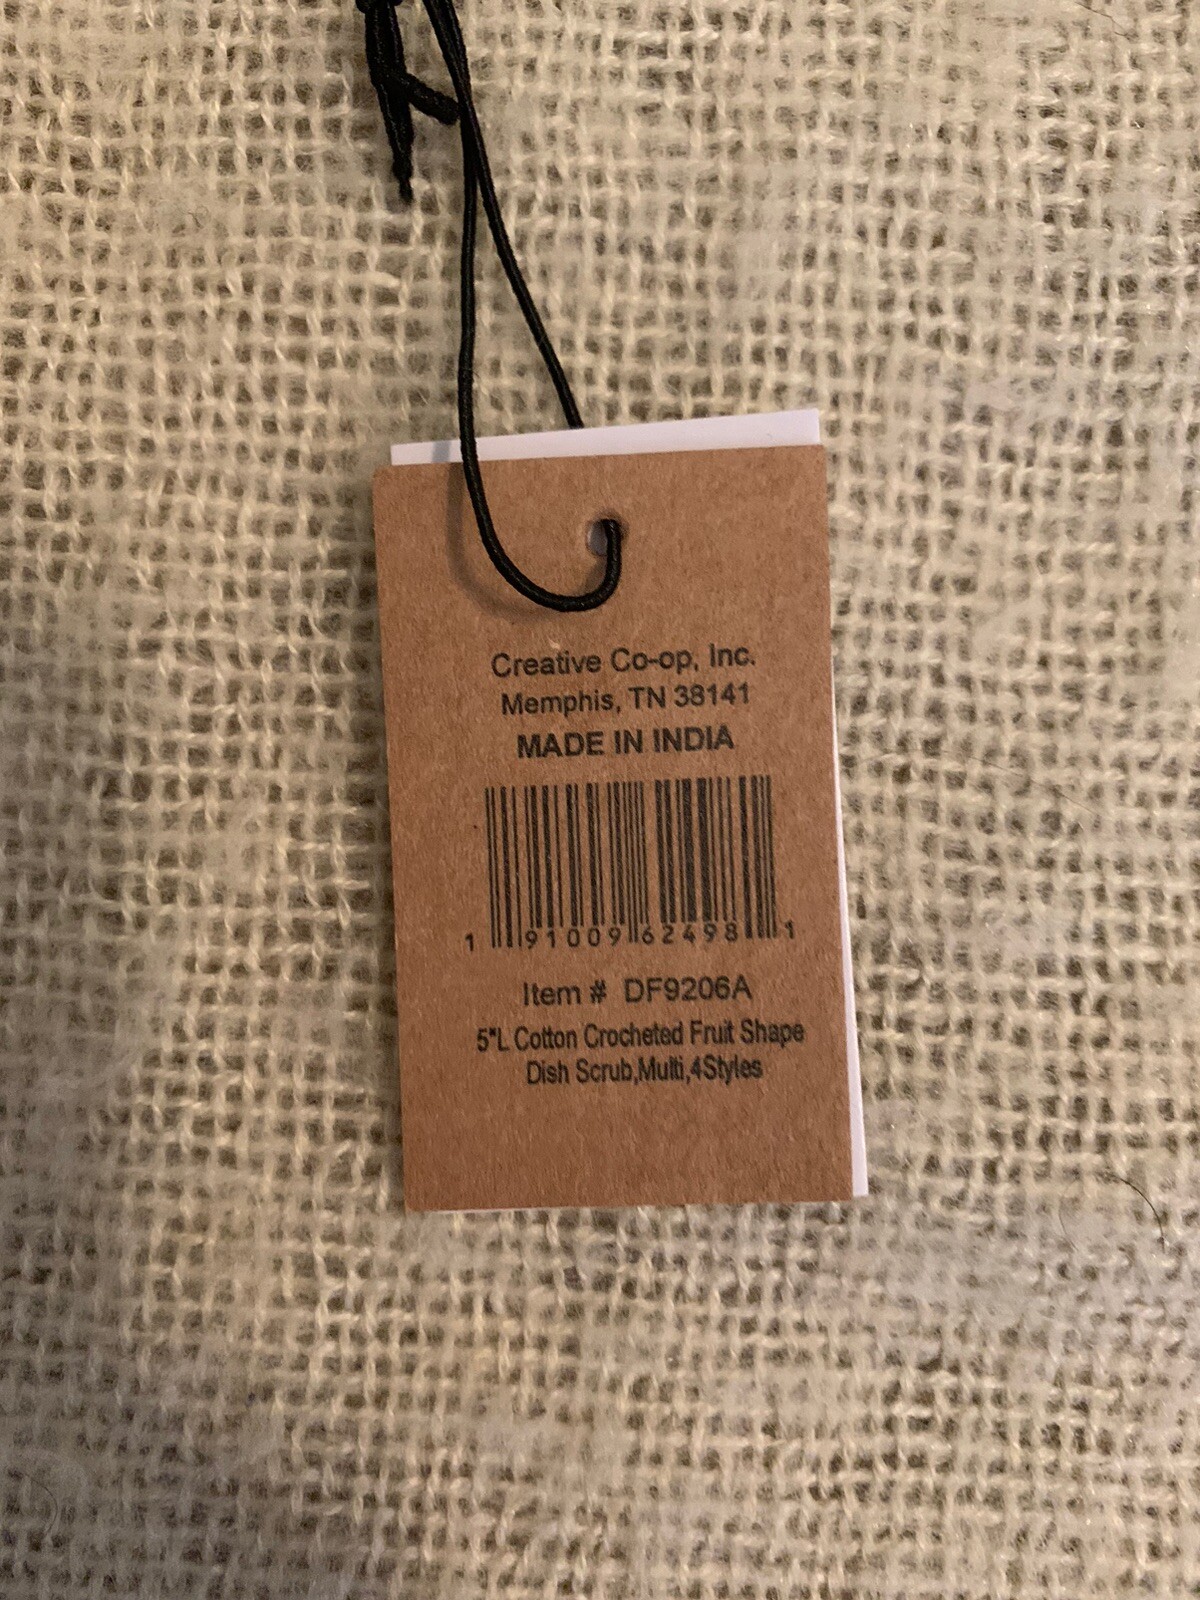 Creative Co-op, Inc.
Memphis, TN 38141
MADE IN INDIA
1 91009 62498 1
Item # DF9206A
5"L Cotton Crocheted Fruit Shape
Dish Scrub,Multi,4Styles